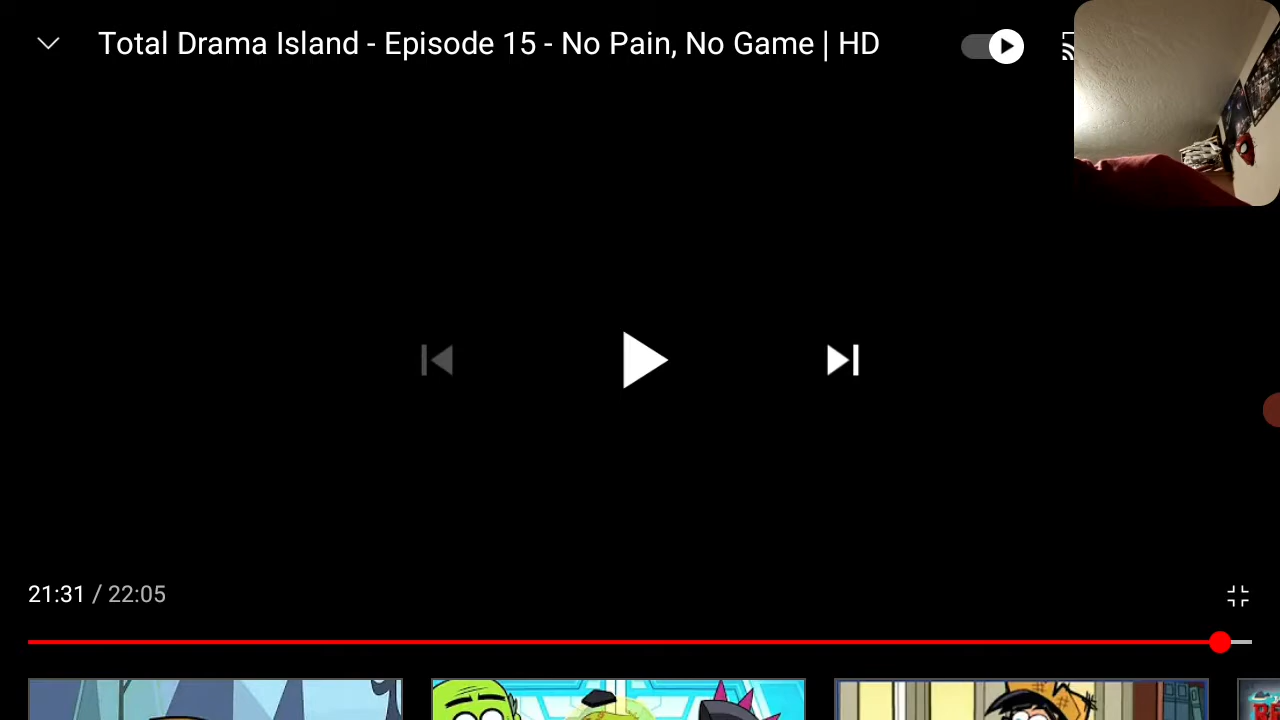 Total Drama Island - Episode 15 - No Pain, No Game | HD
21:31 / 22:05